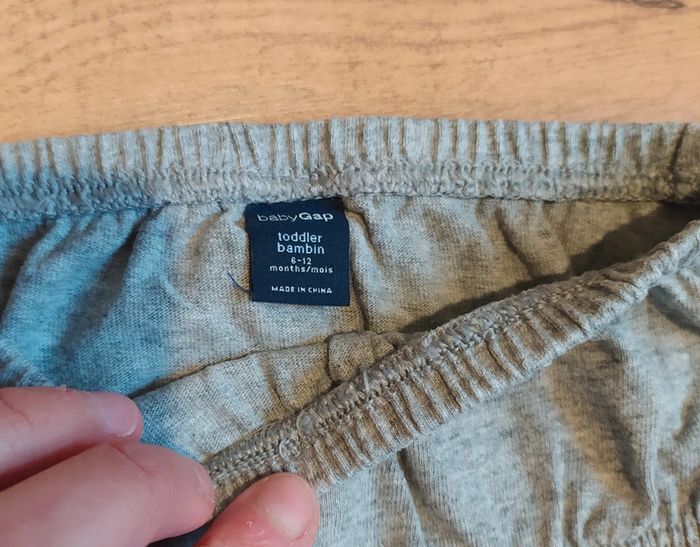 babyGap
toddler
bambin
6-12
months/mois
MADE IN CHINA